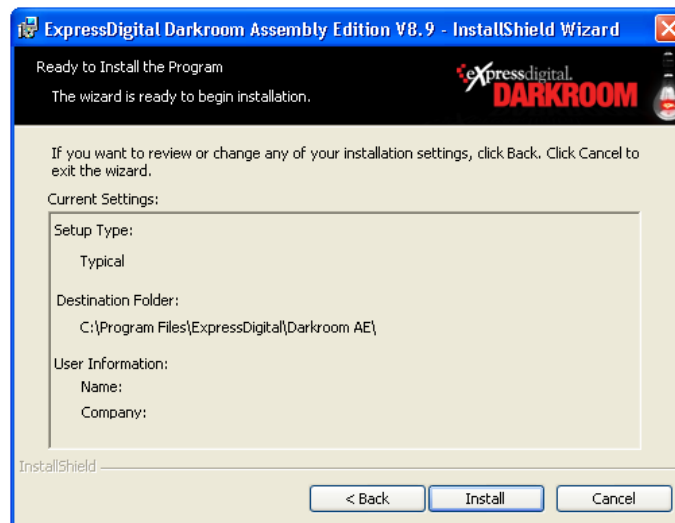 ExpressDigital Darkroom Assembly Edition V8.9 - InstallShield Wizard
Ready to Install the Program
The wizard is ready to begin installation.
eXpressdigital.
DARKROOM
If you want to review or change any of your installation settings, click Back. Click Cancel to
exit the wizard.
Current Settings:
Setup Type:
Typical
Destination Folder:
C:\Program Files\ExpressDigital\Darkroom AE\
User Information:
Name:
Company:
InstallShield
< Back
Install
Cancel